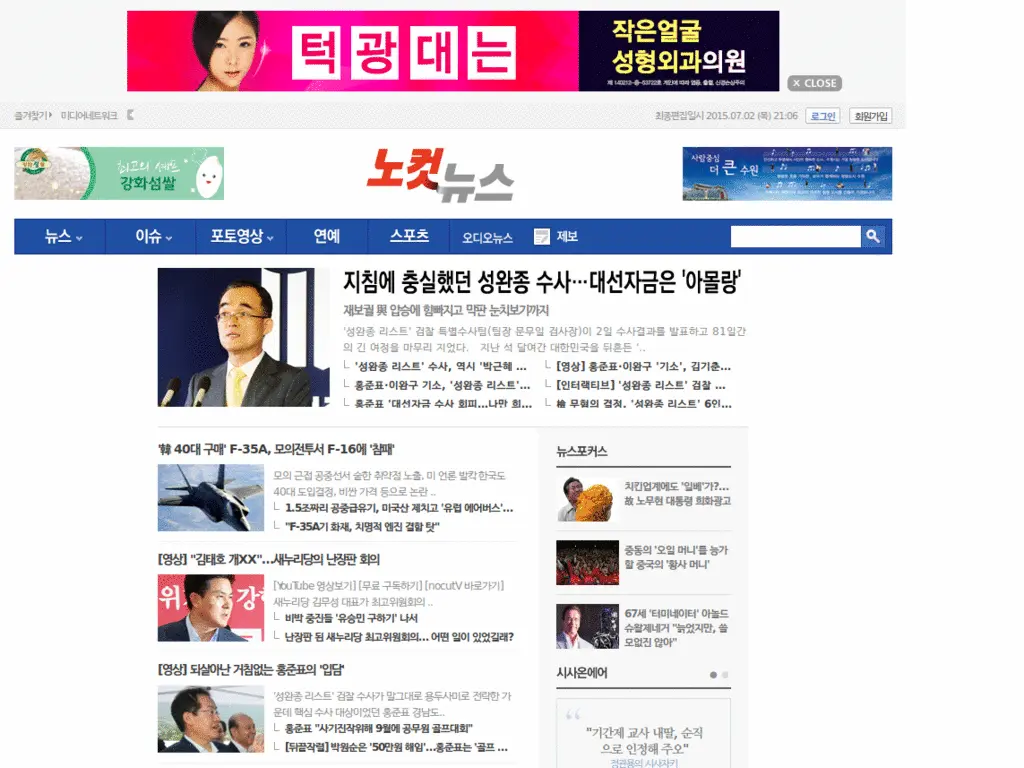 턱광대는
작은얼굴
성형외과의원
× CLOSE
즐겨찾기 미디어네트워크
최종편집일시 2015.07.02 (목) 21:06 로그인 회원가입
최고의 셰프
강화섬쌀
노컷뉴스
사람중심
더 큰 수원
뉴스 이슈 포토영상 연예 스포츠 오디오뉴스 제보
지침에 충실했던 성완종 수사…대선자금은 '아몰랑'
재보궐 與 압승에 힘빠지고 막판 눈치보기까지
'성완종 리스트' 검찰 특별수사팀(팀장 문무일 검사장)이 2일 수사결과를 발표하고 81일간
의 긴 여정을 마무리 지었다. 지난 석 달여간 대한민국을 뒤흔든 '..
'성완종 리스트' 수사, 역시 '박근혜 ...
[영상] 홍준표·이완구 '기소', 김기춘...
홍준표·이완구 기소, '성완종 리스트'...
[인터랙티브] '성완종 리스트' 검찰 ...
홍준표 '대선자금 수사 회피…나만 희...
檢 무혐의 결정, '성완종 리스트' 6인...
'韓 40대 구매' F-35A, 모의전투서 F-16에 '참패'
모의 근접 공중전서 숱한 취약점 노출, 미 언론 발칵 한국도
40대 도입결정, 비싼 가격 등으로 논란 ..
1.5조짜리 공중급유기, 미국산 제치고 '유럽 에어버스'...
"F-35A기 화재, 치명적 엔진 결함 탓"
[영상] "김태호 개XX"…새누리당의 난장판 회의
[YouTube 영상보기] [무료 구독하기] [nocutV 바로가기]
새누리당 김무성 대표가 최고위원회의 ..
비박 중진들 '유승민 구하기' 나서
난장판 된 새누리당 최고위원회의... 어떤 일이 있었길래?
[영상] 되살아난 거침없는 홍준표의 '입담'
'성완종 리스트' 검찰 수사가 말그대로 용두사미로 전락한 가
운데 핵심 수사 대상이었던 홍준표 경남도..
홍준표 "사기진작위해 9월에 공무원 골프대회"
[뒤끝작렬] 박원순은 '50만원 해임'…홍준표는 '골프 ...
뉴스포커스
치킨업계에도 '일베'가?...
故 노무현 대통령 희화광고
중동의 '오일 머니'를 능가
할 중국의 '황사 머니'
67세 '터미네이터' 아놀드
슈왈제네거 "늙었지만, 쓸
모없진 않아"
시사온에어
"기간제 교사 내딸, 순직
으로 인정해 주오"
정관용의 시사자키